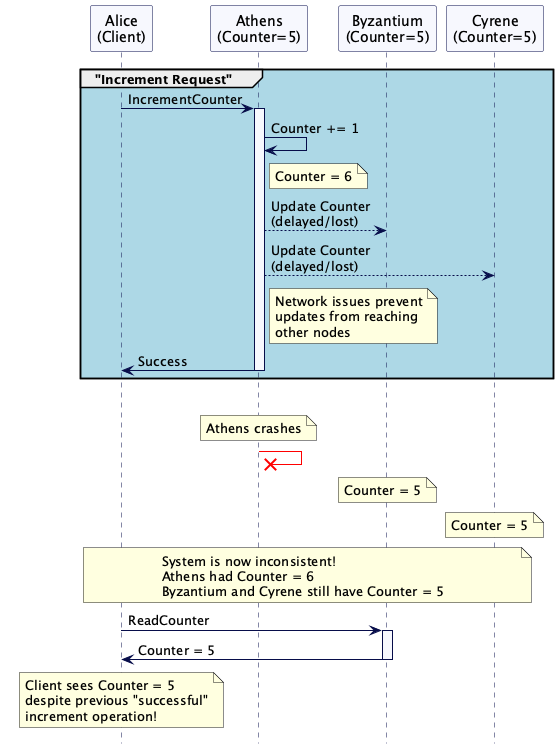 Alice
(Client)
Athens
(Counter=5)
Byzantium
(Counter=5)
Cyrene
(Counter=5)
"Increment Request"
IncrementCounter
Counter += 1
Counter = 6
Update Counter
(delayed/lost)
Update Counter
(delayed/lost)
Network issues prevent
updates from reaching
other nodes
Success
Athens crashes
Counter = 5
Counter = 5
System is now inconsistent!
Athens had Counter = 6
Byzantium and Cyrene still have Counter = 5
ReadCounter
Counter = 5
Client sees Counter = 5
despite previous "successful"
increment operation!